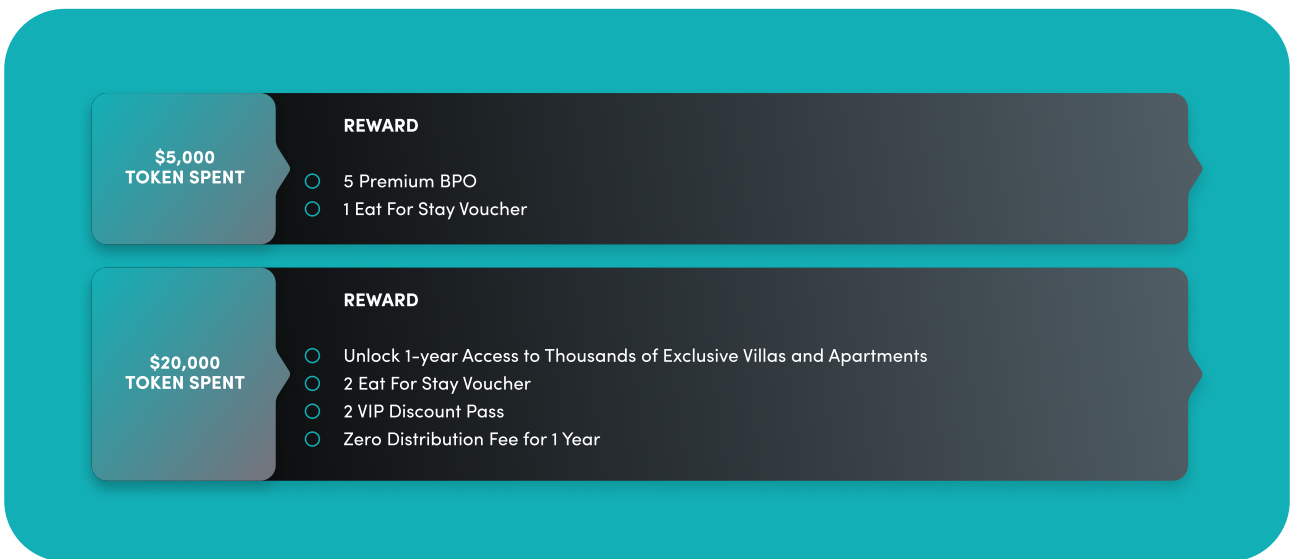 $5,000
TOKEN SPENT
REWARD
5 Premium BPO
1 Eat For Stay Voucher
$20,000
TOKEN SPENT
REWARD
Unlock 1-year Access to Thousands of Exclusive Villas and Apartments
2 Eat For Stay Voucher
2 VIP Discount Pass
Zero Distribution Fee for 1 Year